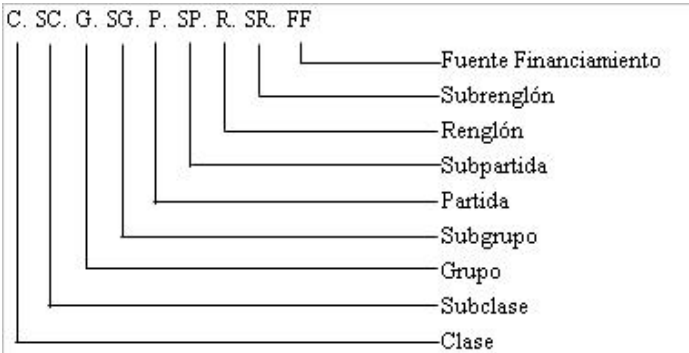 C. SC. G. SG. P. SP. R. SR. FF
Fuente Financiamiento
Subrenglón
Renglón
Subpartida
Partida
Subgrupo
Grupo
Subclase
Clase